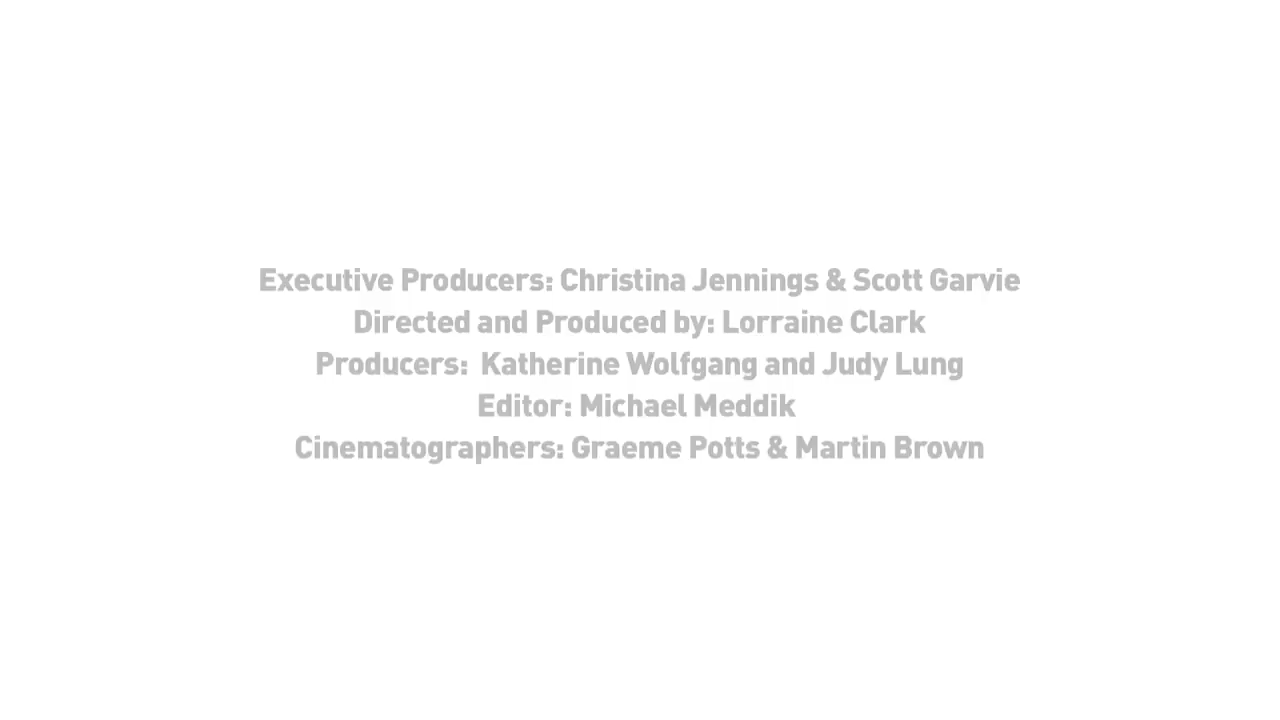 Executive Producers: Christina Jennings & Scott Garvie
Directed and Produced by: Lorraine Clark
Producers:  Katherine Wolfgang and Judy Lung
Editor: Michael Meddik
Cinematographers: Graeme Potts & Martin Brown